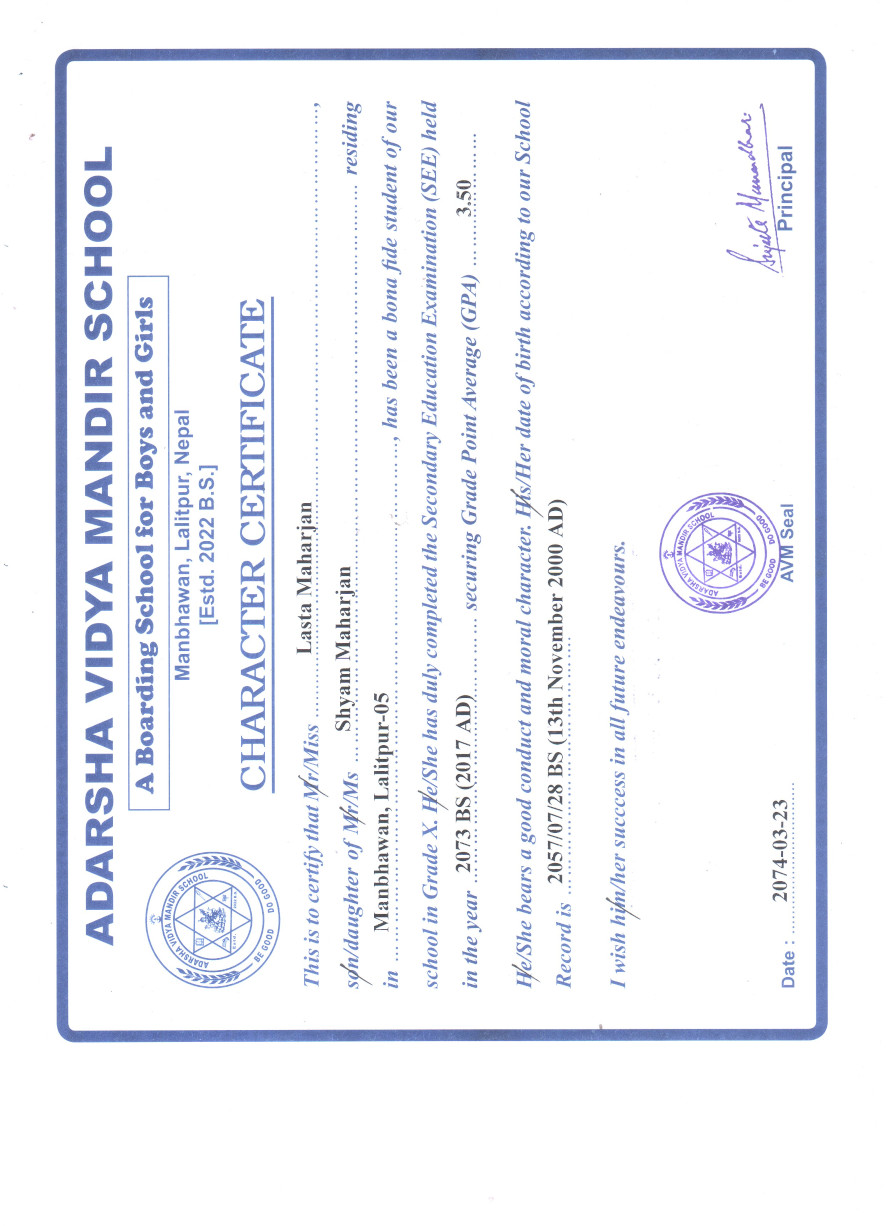 ADARSHA VIDYA MANDIR SCHOOL
A Boarding School for Boys and Girls
Manbhawan, Lalitpur, Nepal
[Estd. 2022 B.S.]
ADARSHA VIDYA MANDIR SCHOOL
BE GOOD DO GOOD
CHARACTER CERTIFICATE
This is to certify that Mr/Miss Lasta Maharjan,
son/daughter of Mr/Ms Shyam Maharjan residing
in Manbhawan, Lalitpur-05, has been a bona fide student of our
school in Grade X. He/She has duly completed the Secondary Education Examination (SEE) held
in the year 2073 BS (2017 AD) securing Grade Point Average (GPA) 3.50
He/She bears a good conduct and moral character. His/Her date of birth according to our School
Record is 2057/07/28 BS (13th November 2000 AD)
I wish him/her succcess in all future endeavours.
ADARSHA VIDYA MANDIR SCHOOL
BE GOOD DO GOOD
Date : 2074-03-23
AVM Seal
Manandhar
Principal